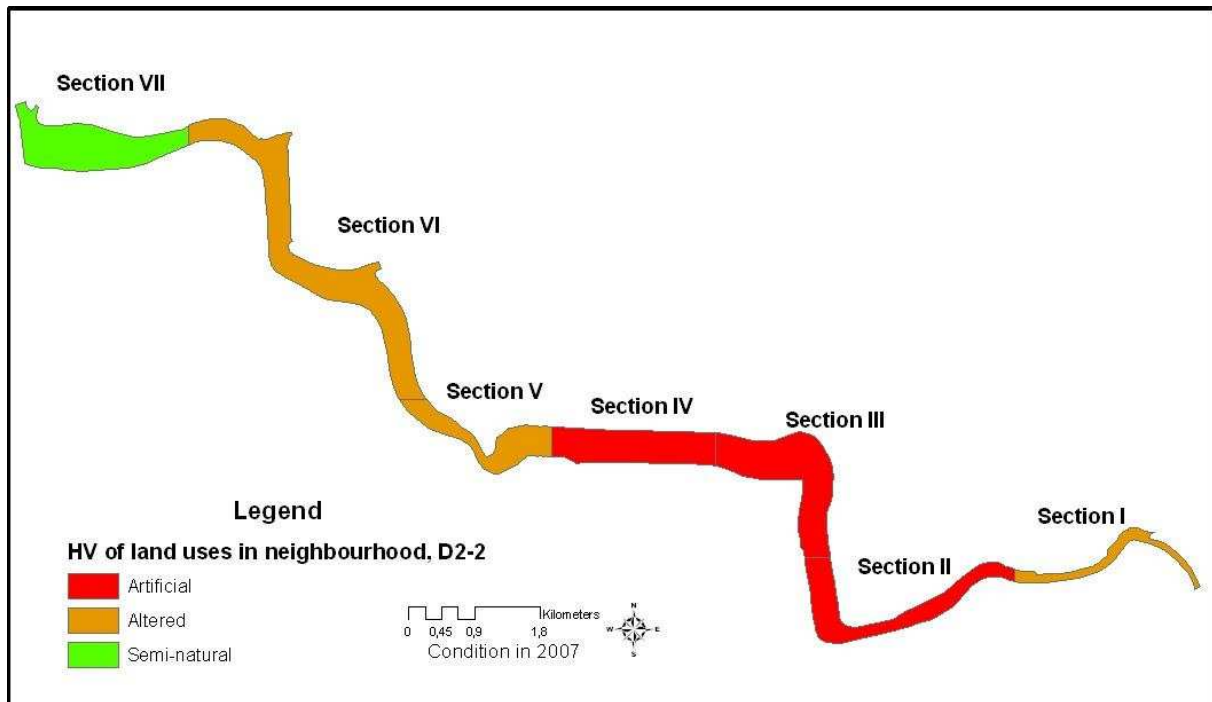 Section VII
Section VI
Section V
Section IV
Section III
Section I
Section II
Legend
HV of land uses in neighbourhood, D2-2
Artificial
Altered
Semi-natural
Kilometers
0 0,45 0,9 1,8
Condition in 2007
N
W E
S